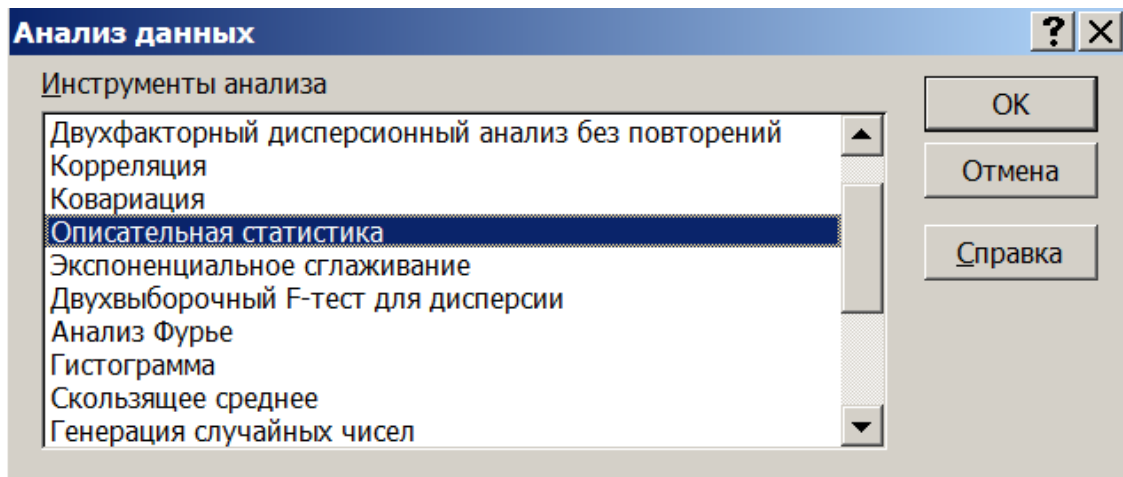 Анализ данных
Инструменты анализа
Двухфакторный дисперсионный анализ без повторений
Корреляция
Ковариация
Описательная статистика
Экспоненциальное сглаживание
Двухвыборочный F-тест для дисперсии
Анализ Фурье
Гистограмма
Скользящее среднее
Генерация случайных чисел
OK
Отмена
Справка